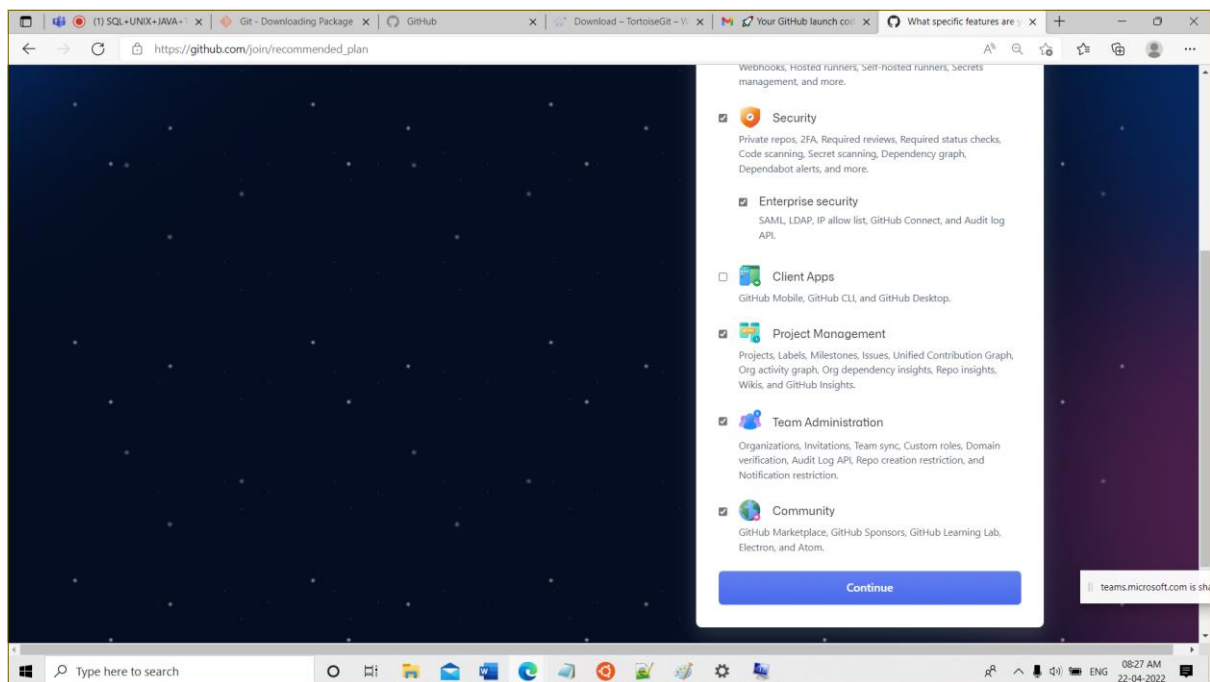 (1) SQL+UNIX+JAVA+T
Git - Downloading Package
GitHub
Download – TortoiseGit – W
Your GitHub launch cod
What specific features are y
https://github.com/join/recommended_plan
Webhooks, Hosted runners, Self-hosted runners, Secrets
management, and more.
Security
Private repos, 2FA, Required reviews, Required status checks,
Code scanning, Secret scanning, Dependency graph,
Dependabot alerts, and more.
Enterprise security
SAML, LDAP, IP allow list, GitHub Connect, and Audit log
API.
Client Apps
GitHub Mobile, GitHub CLI, and GitHub Desktop.
Project Management
Projects, Labels, Milestones, Issues, Unified Contribution Graph,
Org activity graph, Org dependency insights, Repo insights,
Wikis, and GitHub Insights.
Team Administration
Organizations, Invitations, Team sync, Custom roles, Domain
verification, Audit Log API, Repo creation restriction, and
Notification restriction.
Community
GitHub Marketplace, GitHub Sponsors, GitHub Learning Lab,
Electron, and Atom.
Continue
teams.microsoft.com is sha
Type here to search
ENG
08:27 AM
22-04-2022